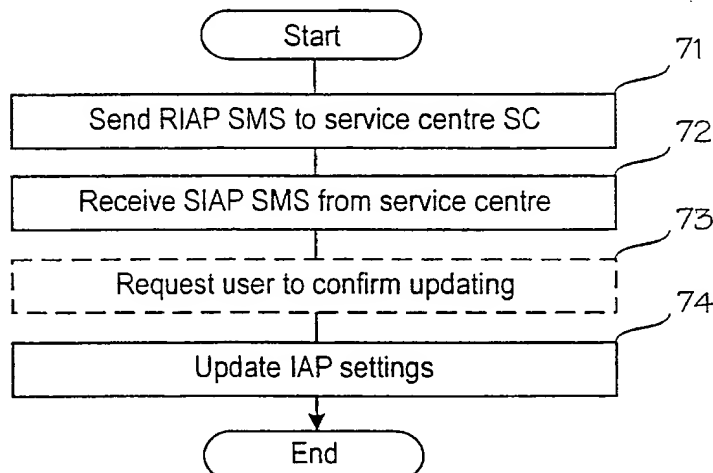 Start
71
Send RIAP SMS to service centre SC
72
Receive SIAP SMS from service centre
73
Request user to confirm updating
74
Update IAP settings
End